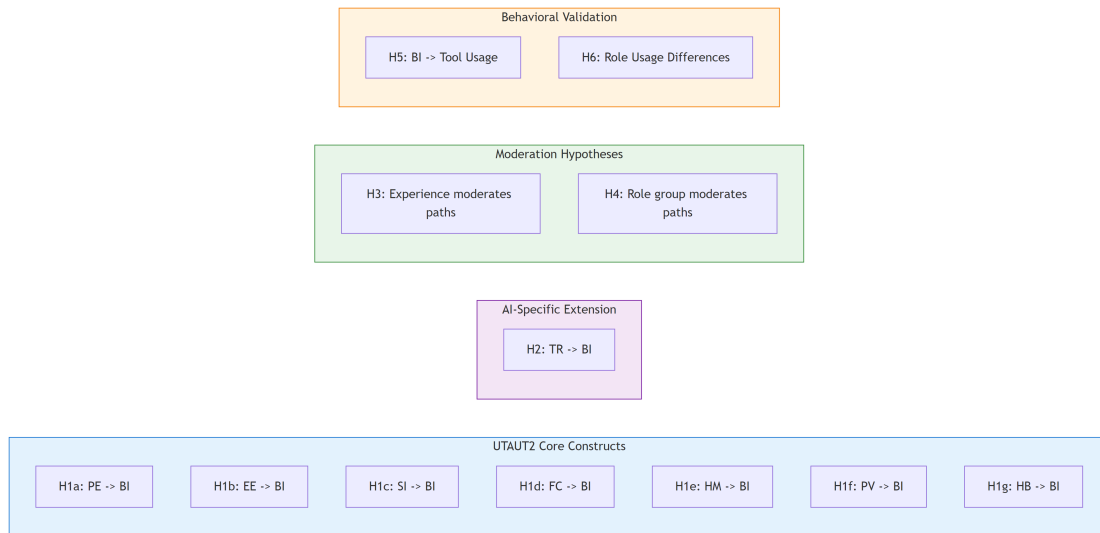 Behavioral Validation
H5: BI -> Tool Usage
H6: Role Usage Differences
Moderation Hypotheses
H3: Experience moderates
paths
H4: Role group moderates
paths
AI-Specific Extension
H2: TR -> BI
UTAUT2 Core Constructs
H1a: PE -> BI
H1b: EE -> BI
H1c: SI -> BI
H1d: FC -> BI
H1e: HM -> BI
H1f: PV -> BI
H1g: HB -> BI